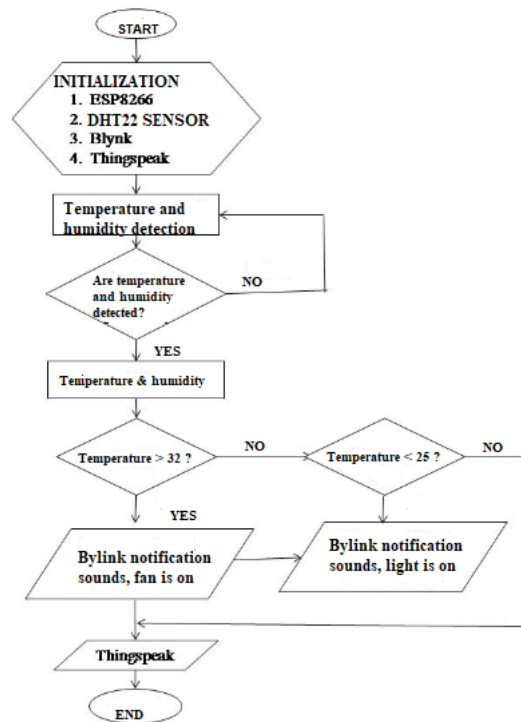 START
INITIALIZATION
1. ESP8266
2. DHT22 SENSOR
3. Blynk
4. Thingspeak
Temperature and
humidity detection
Are temperature
and humidity
detected?
NO
YES
Temperature & humidity
Temperature > 32 ?
NO
Temperature < 25 ?
NO
YES
Bylink notification
sounds, fan is on
Bylink notification
sounds, light is on
Thingspeak
END